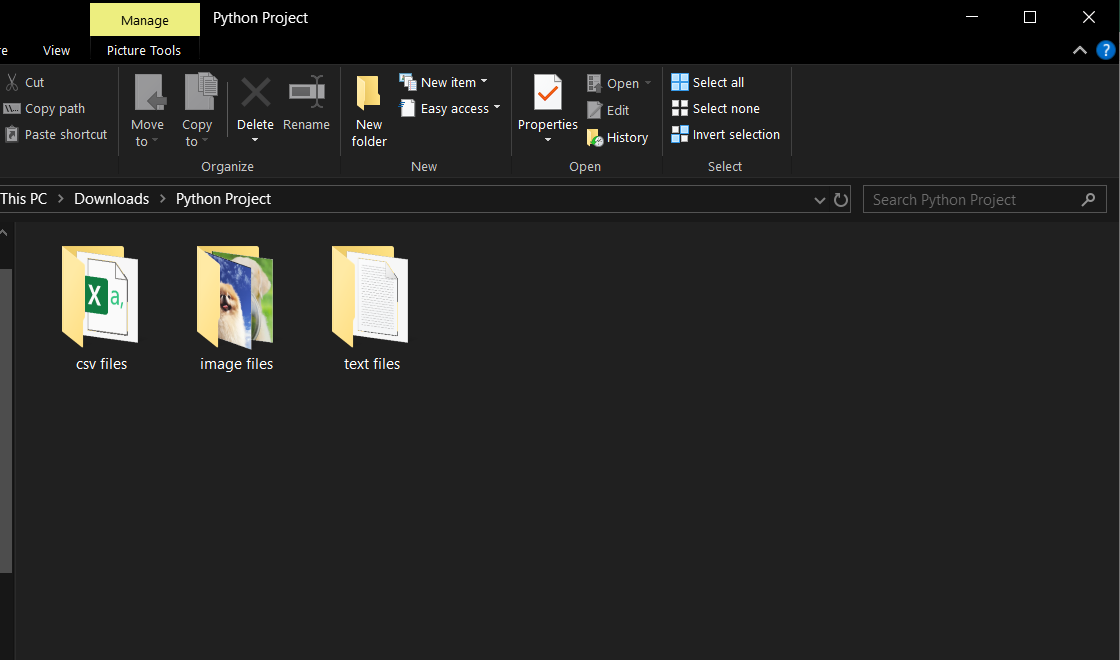 Manage
Python Project
re
View
Picture Tools
?
Cut
Copy path
Paste shortcut
Move to
Copy to
Delete
Rename
Organize
New folder
New item
Easy access
New
Properties
Open
Edit
History
Open
Select all
Select none
Invert selection
Select
This PC > Downloads > Python Project
Search Python Project
X a,
csv files
image files
text files